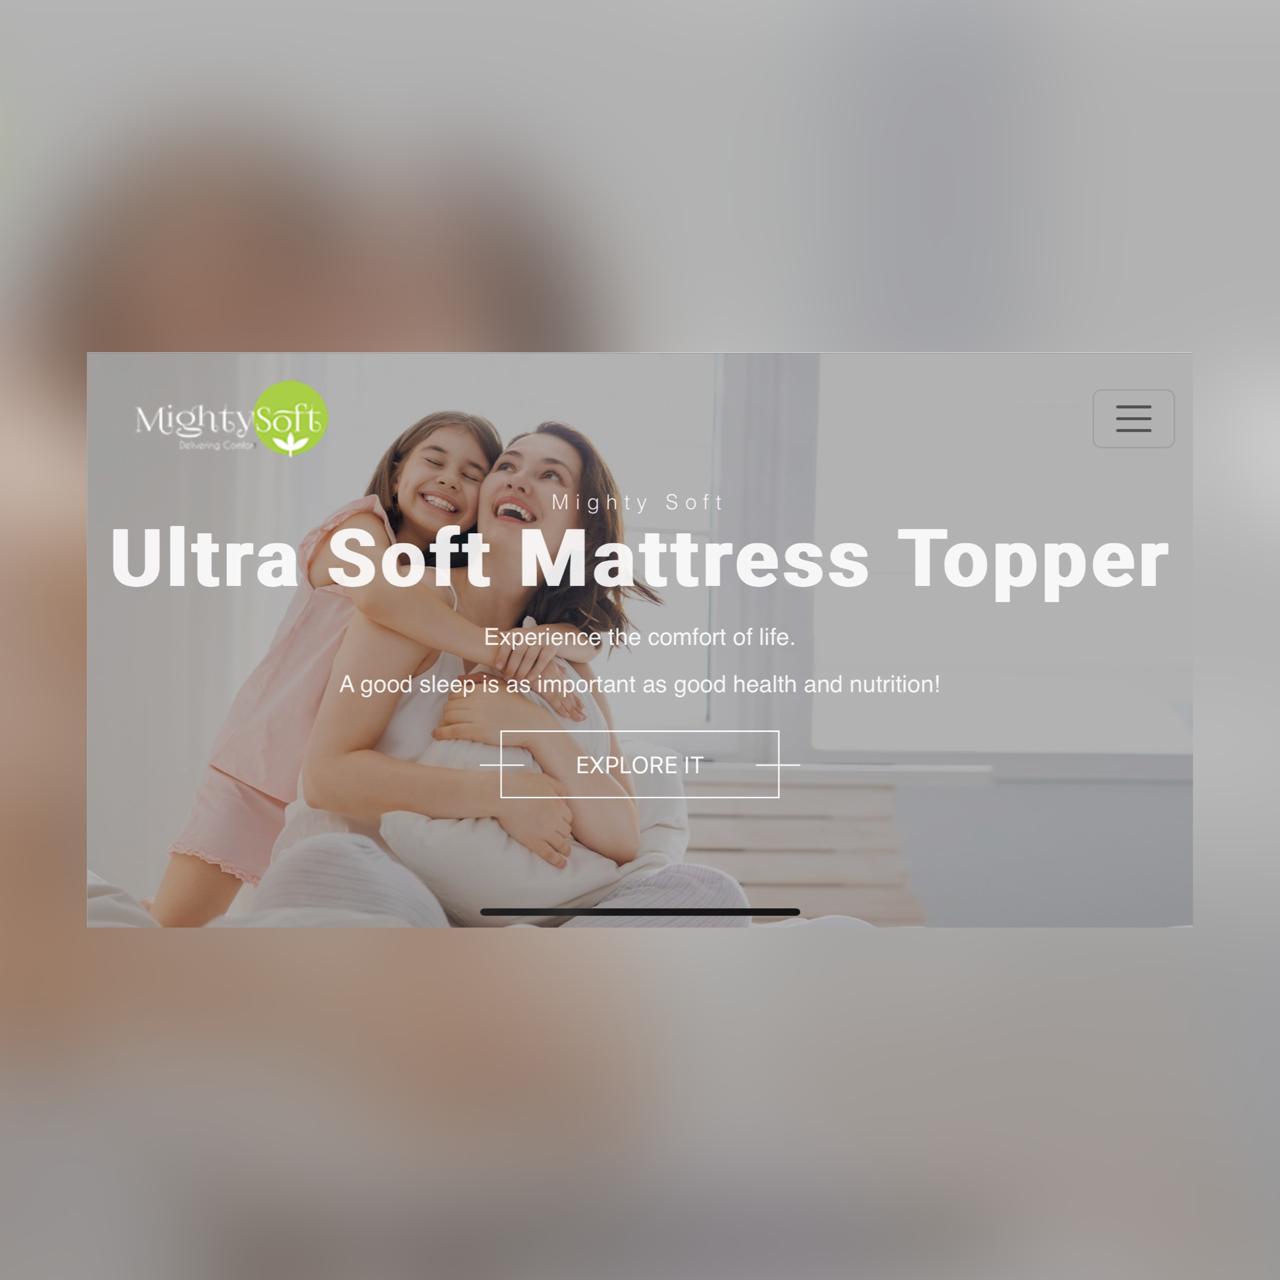 MightySoft
Delivering Comfort
Mighty Soft
Ultra Soft Mattress Topper
Experience the comfort of life.
A good sleep is as important as good health and nutrition!
EXPLORE IT